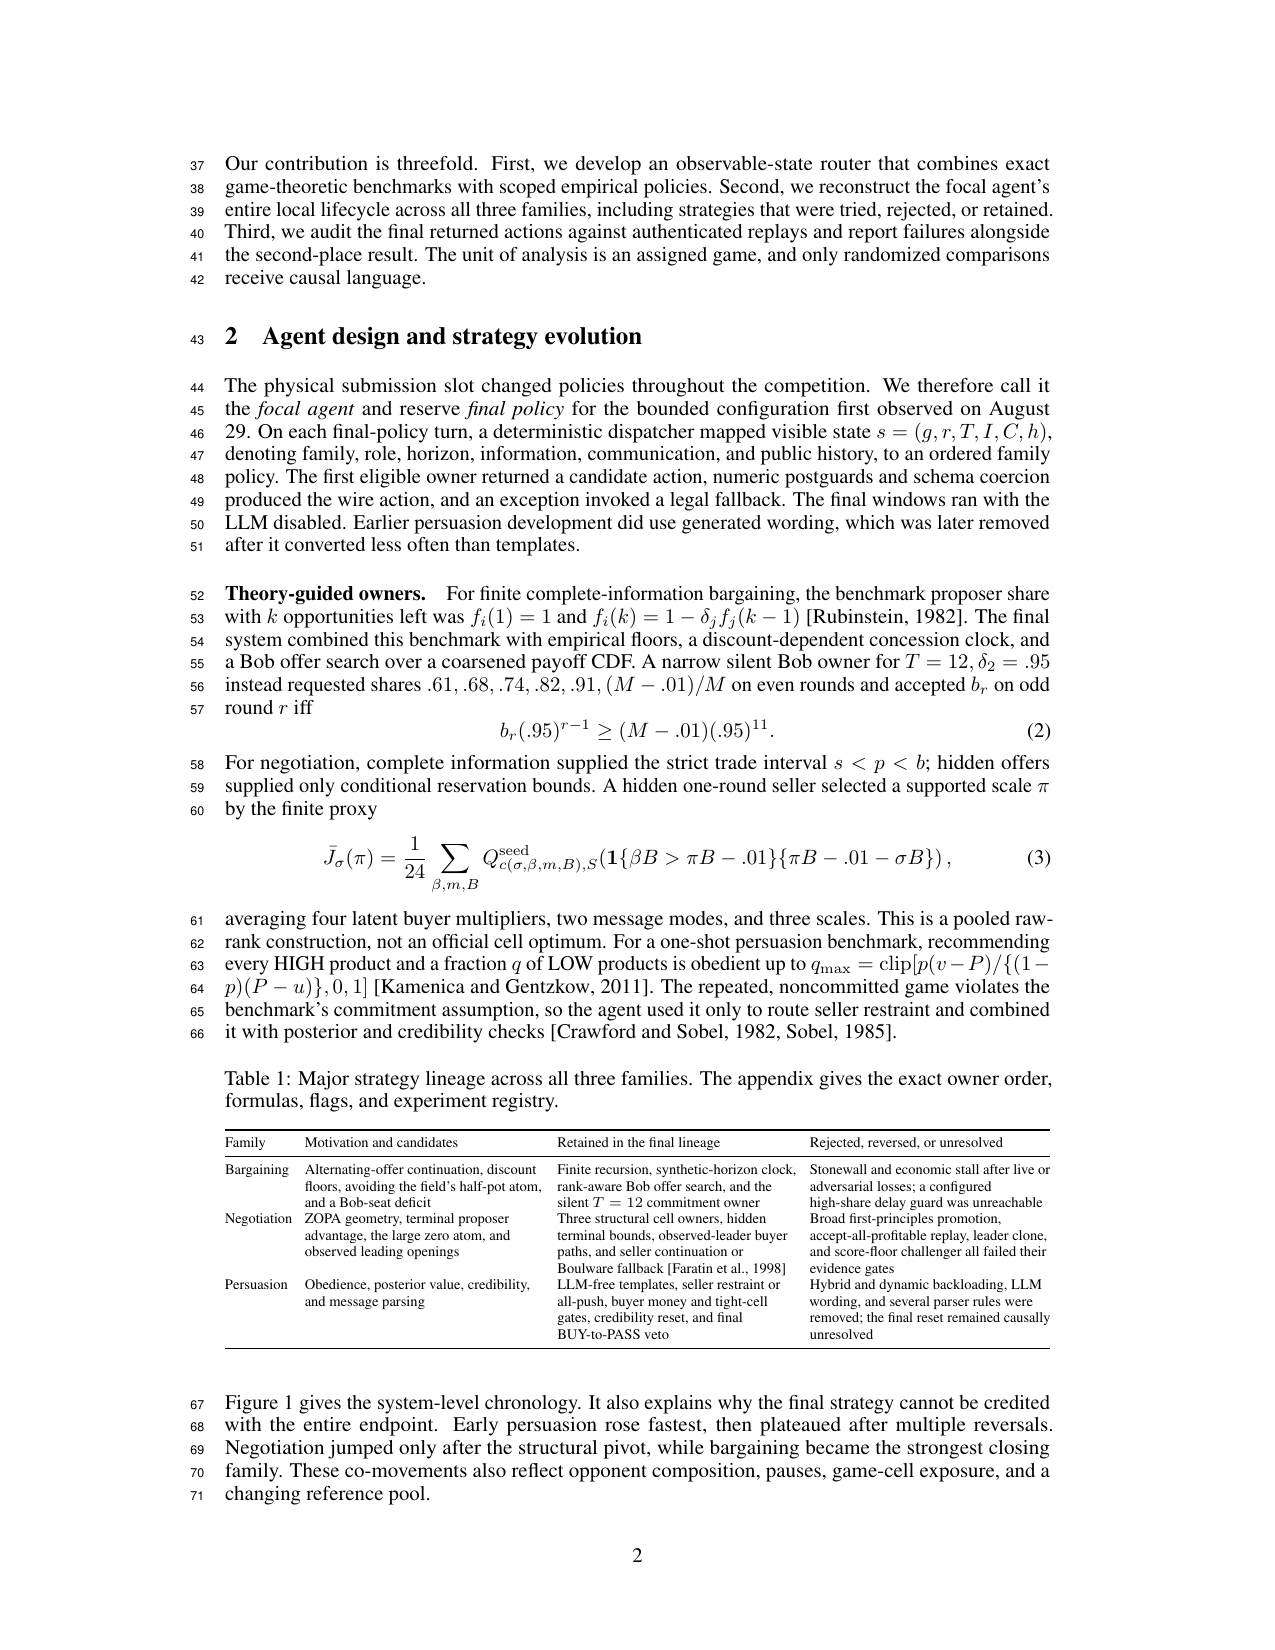 37 Our contribution is threefold. First, we develop an observable-state router that combines exact
38 game-theoretic benchmarks with scoped empirical policies. Second, we reconstruct the focal agent's
39 entire local lifecycle across all three families, including strategies that were tried, rejected, or retained.
40 Third, we audit the final returned actions against authenticated replays and report failures alongside
41 the second-place result. The unit of analysis is an assigned game, and only randomized comparisons
42 receive causal language.
43 2 Agent design and strategy evolution
44 The physical submission slot changed policies throughout the competition. We therefore call it
45 the focal agent and reserve final policy for the bounded configuration first observed on August
46 29. On each final-policy turn, a deterministic dispatcher mapped visible state s = (g, r, T, I, C, h),
47 denoting family, role, horizon, information, communication, and public history, to an ordered family
48 policy. The first eligible owner returned a candidate action, numeric postguards and schema coercion
49 produced the wire action, and an exception invoked a legal fallback. The final windows ran with the
50 LLM disabled. Earlier persuasion development did use generated wording, which was later removed
51 after it converted less often than templates.
52 Theory-guided owners. For finite complete-information bargaining, the benchmark proposer share
53 with k opportunities left was fᵢ(1) = 1 and fᵢ(k) = 1 − δⱼfⱼ(k − 1) [Rubinstein, 1982]. The final
54 system combined this benchmark with empirical floors, a discount-dependent concession clock, and
55 a Bob offer search over a coarsened payoff CDF. A narrow silent Bob owner for T = 12, δ₂ = .95
56 instead requested shares .61, .68, .74, .82, .91, (M − .01)/M on even rounds and accepted b_r on odd
57 round r iff
b_r(.95)^{r−1} ≥ (M − .01)(.95)^{11}. (2)
58 For negotiation, complete information supplied the strict trade interval s < p < b; hidden offers
59 supplied only conditional reservation bounds. A hidden one-round seller selected a supported scale π
60 by the finite proxy
J̄_σ(π) = 1/24 ∑_{β,m,B} Q^{seed}_{c(σ,β,m,B),S}(1{βB > πB − .01}{πB − .01 − σB}), (3)
61 averaging four latent buyer multipliers, two message modes, and three scales. This is a pooled raw-
62 rank construction, not an official cell optimum. For a one-shot persuasion benchmark, recommending
63 every HIGH product and a fraction q of LOW products is obedient up to q_max = clip[p(v − P)/{(1 −
64 p)(P − u)}, 0, 1] [Kamenica and Gentzkow, 2011]. The repeated, noncommitted game violates the
65 benchmark's commitment assumption, so the agent used it only to route seller restraint and combined
66 it with posterior and credibility checks [Crawford and Sobel, 1982, Sobel, 1985].
Table 1: Major strategy lineage across all three families. The appendix gives the exact owner order,
formulas, flags, and experiment registry.
Family Motivation and candidates Retained in the final lineage Rejected, reversed, or unresolved
Bargaining Alternating-offer continuation, discount Finite recursion, synthetic-horizon clock, Stonewall and economic stall after live or
floors, avoiding the field's half-pot atom, rank-aware Bob offer search, and the adversarial losses; a configured
and a Bob-seat deficit silent T = 12 commitment owner high-share delay guard was unreachable
Negotiation ZOPA geometry, terminal proposer Three structural cell owners, hidden Broad first-principles promotion,
advantage, the large zero atom, and terminal bounds, observed-leader buyer accept-all-profitable replay, leader clone,
observed leading openings paths, and seller continuation or and score-floor challenger all failed their
Boulware fallback [Faratin et al., 1998] evidence gates
Persuasion Obedience, posterior value, credibility, LLM-free templates, seller restraint or Hybrid and dynamic backloading, LLM
and message parsing all-push, buyer money and tight-cell wording, and several parser rules were
gates, credibility reset, and final removed; the final reset remained causally
BUY-to-PASS veto unresolved
67 Figure 1 gives the system-level chronology. It also explains why the final strategy cannot be credited
68 with the entire endpoint. Early persuasion rose fastest, then plateaued after multiple reversals.
69 Negotiation jumped only after the structural pivot, while bargaining became the strongest closing
70 family. These co-movements also reflect opponent composition, pauses, game-cell exposure, and a
71 changing reference pool.
2